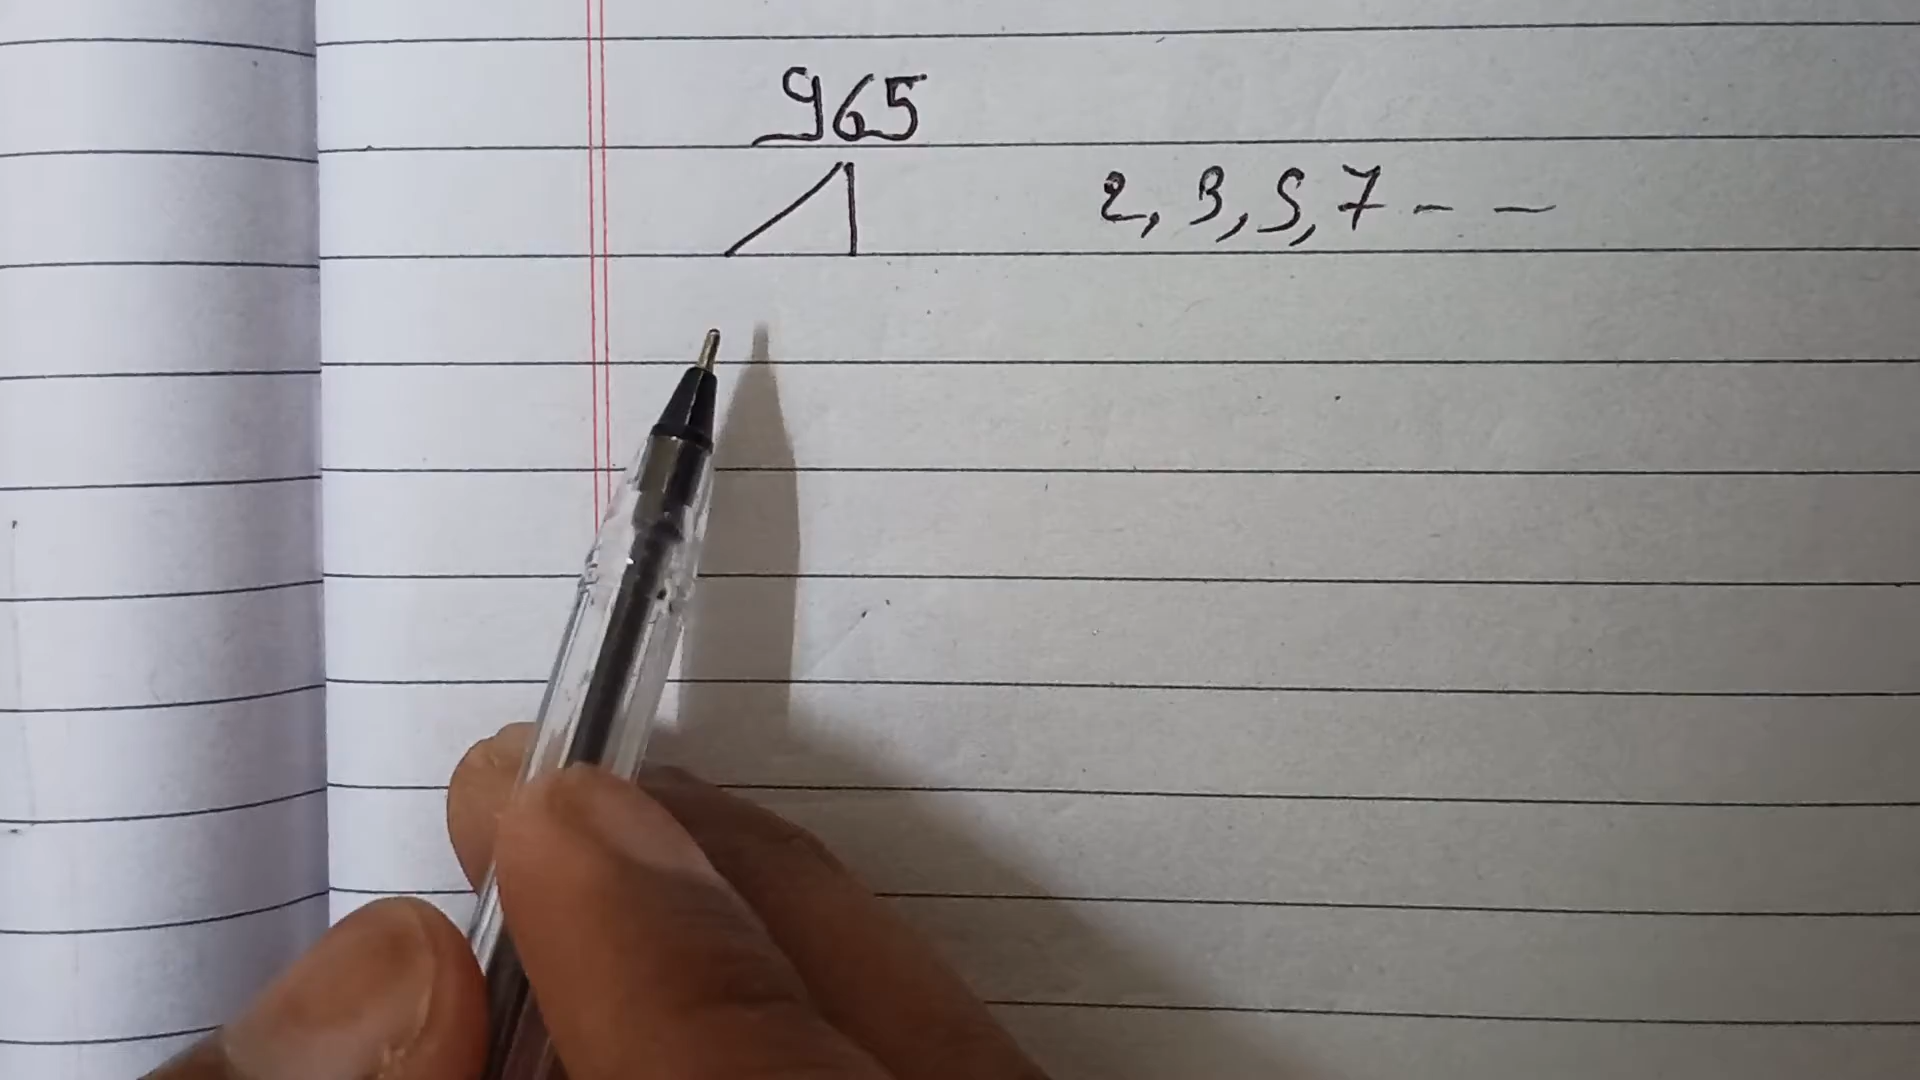 965
2, 3, 5, 7 - -